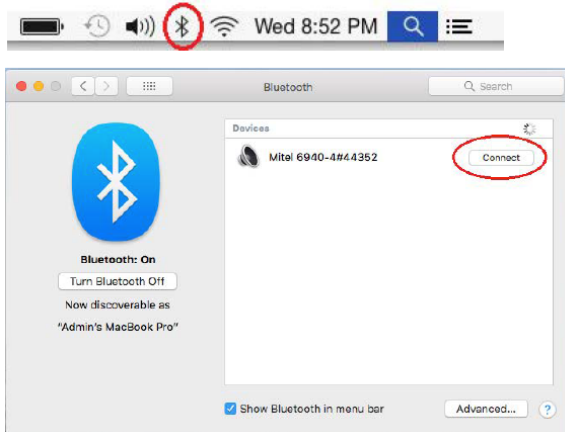 Wed 8:52 PM
Bluetooth
Search
Devices
Mitel 6940-4#44352
Connect
Bluetooth: On
Turn Bluetooth Off
Now discoverable as
"Admin's MacBook Pro"
Show Bluetooth in menu bar
Advanced...
?